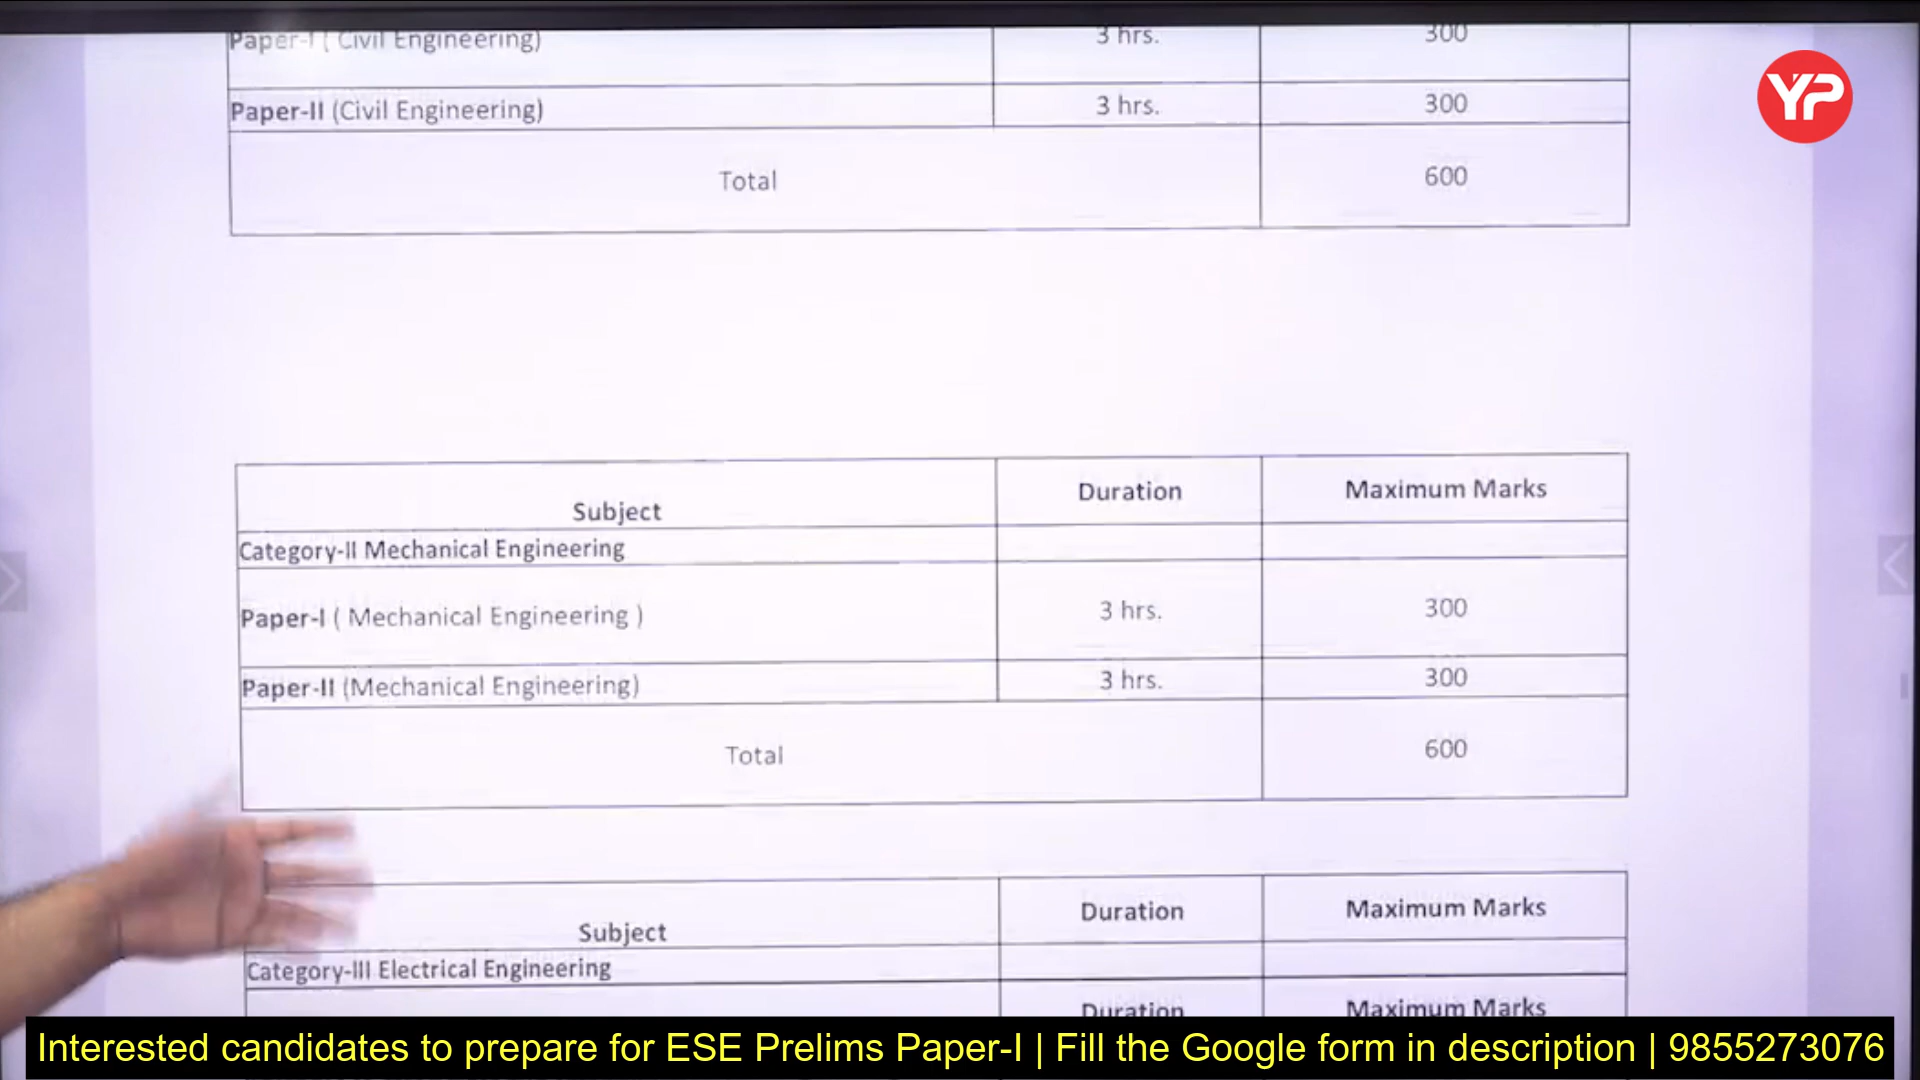 Paper-I ( Civil Engineering) 3 hrs. 300
Paper-II (Civil Engineering) 3 hrs. 300
Total 600
YP
Subject Duration Maximum Marks
Category-II Mechanical Engineering
Paper-I ( Mechanical Engineering ) 3 hrs. 300
Paper-II (Mechanical Engineering) 3 hrs. 300
Total 600
Subject Duration Maximum Marks
Category-III Electrical Engineering
Duration Maximum Marks
Interested candidates to prepare for ESE Prelims Paper-I | Fill the Google form in description | 9855273076